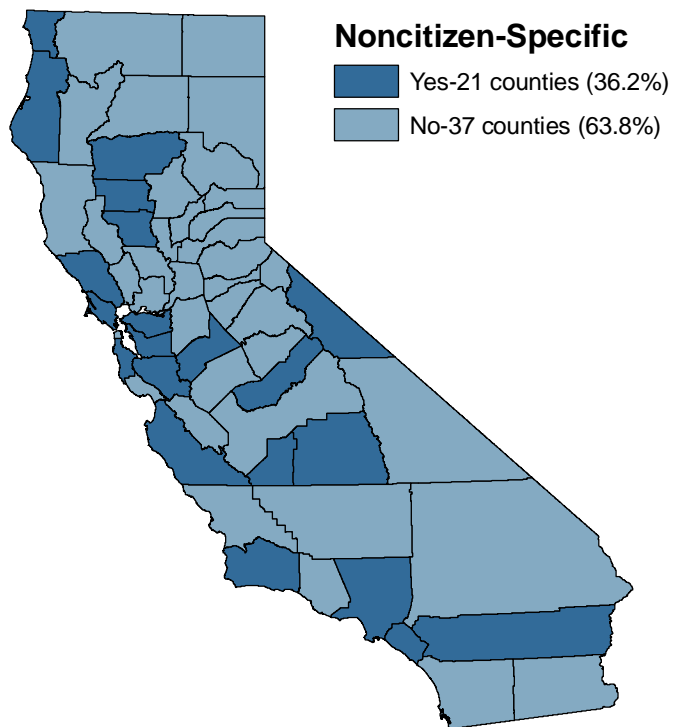 Noncitizen-Specific
Yes-21 counties (36.2%)
No-37 counties (63.8%)